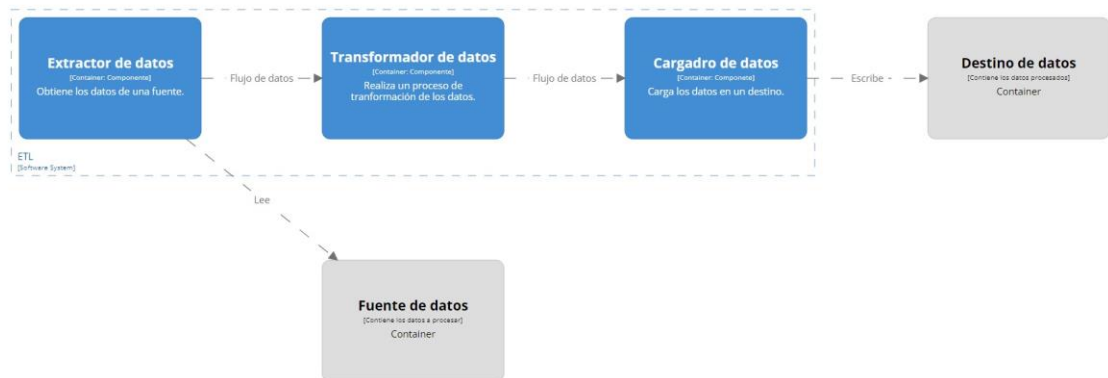 Extractor de datos
[Container: Componente]
Obtiene los datos de una fuente.
Flujo de datos
Transformador de datos
[Container: Componente]
Realiza un proceso de
tranformación de los datos.
Flujo de datos
Cargadro de datos
[Container: Componete]
Carga los datos en un destino.
Escribe
Destino de datos
[Contiene los datos procesados]
Container
ETL
[Software System]
Lee
Fuente de datos
[Contiene los datos a procesar]
Container